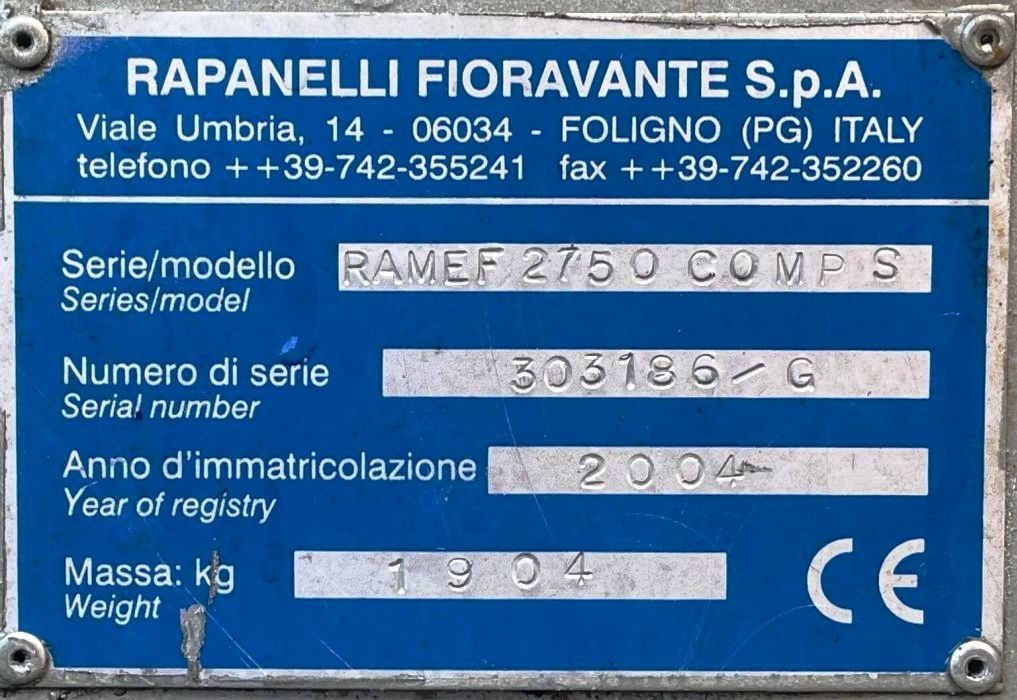 RAPANELLI FIORAVANTE S.p.A.
Viale Umbria, 14 - 06034 - FOLIGNO (PG) ITALY
telefono ++39-742-355241 fax ++39-742-352260
Serie/modello RAMEF 2750 COMP S
Series/model
Numero di serie 303186/G
Serial number
Anno d'immatricolazione 2004
Year of registry
Massa: kg 1904
Weight
CE